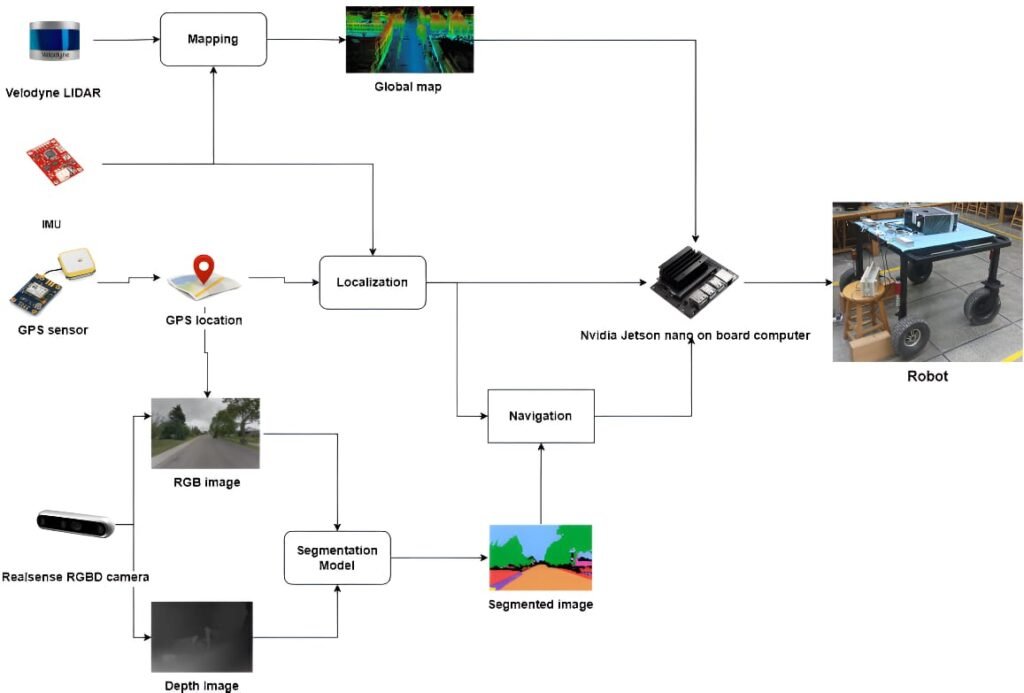 Mapping
Velodyne
Velodyne LIDAR
Global map
IMU
GPS sensor
GPS location
Localization
Nvidia Jetson nano on board computer
Robot
Navigation
RGB image
Realsense RGBD camera
Segmentation
Model
Segmented image
Depth Image